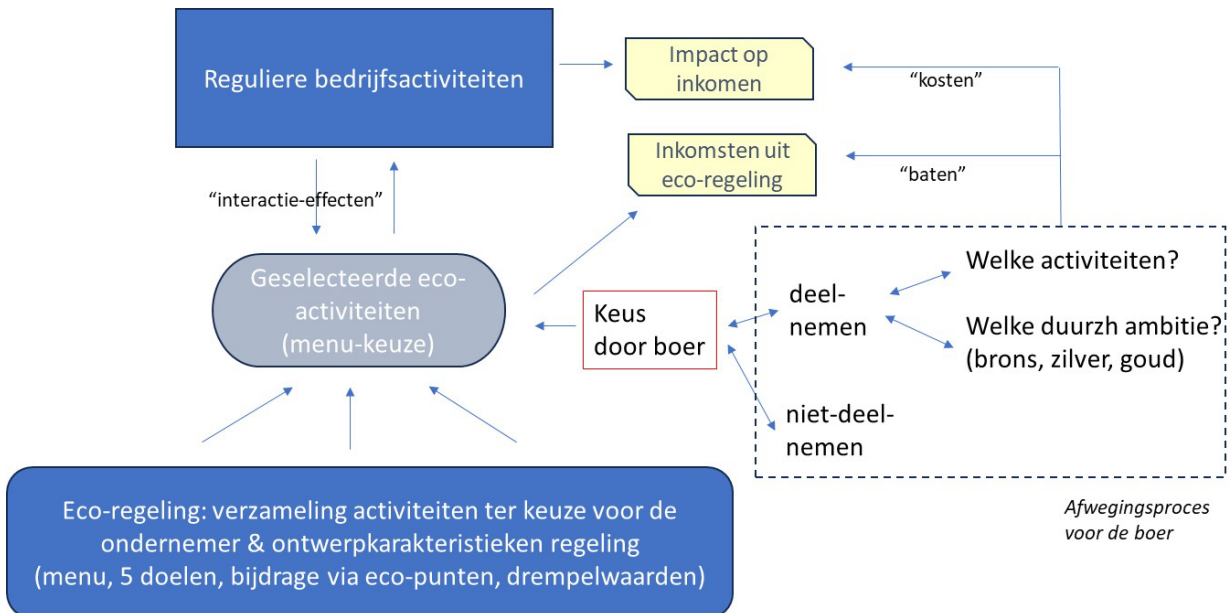 Reguliere bedrijfsactiviteiten
Impact op
inkomen
“kosten”
Inkomsten uit
eco-regeling
“baten”
“interactie-effecten”
Geselecteerde eco-
activiteiten
(menu-keuze)
Keus
door boer
deel-
nemen
Welke activiteiten?
Welke duurzh ambitie?
(brons, zilver, goud)
niet-deel-
nemen
Eco-regeling: verzameling activiteiten ter keuze voor de
ondernemer & ontwerpkarakteristieken regeling
(menu, 5 doelen, bijdrage via eco-punten, drempelwaarden)
Afwegingsproces
voor de boer